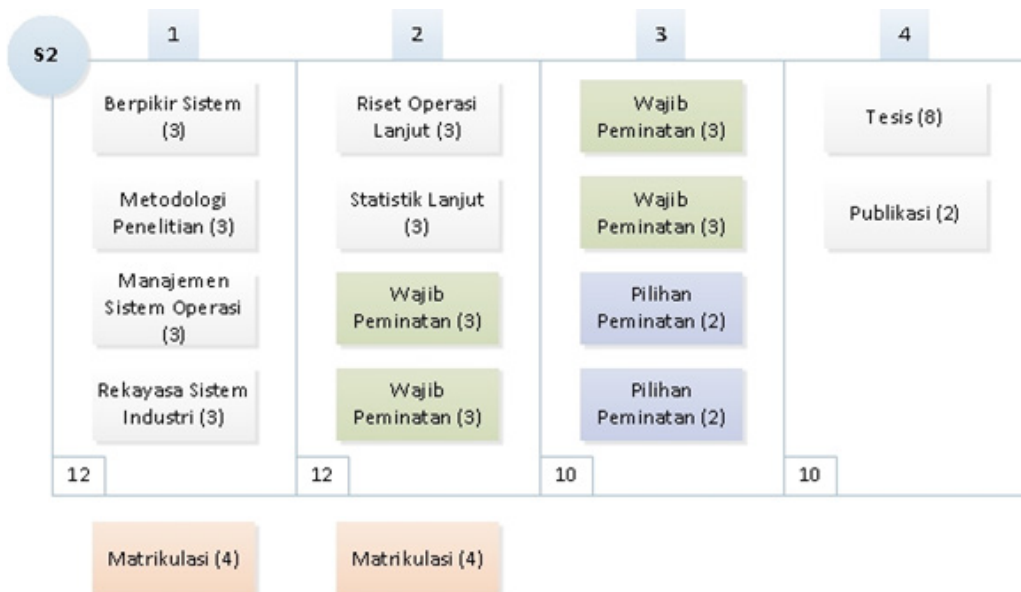 S2
1
2
3
4
Berpikir Sistem
(3)
Metodologi
Penelitian (3)
Manajemen
Sistem Operasi
(3)
Rekayasa Sistem
Industri (3)
12
Riset Operasi
Lanjut (3)
Statistik Lanjut
(3)
Wajib
Peminatan (3)
Wajib
Peminatan (3)
12
Wajib
Peminatan (3)
Wajib
Peminatan (3)
Pilihan
Peminatan (2)
Pilihan
Peminatan (2)
10
Tesis (8)
Publikasi (2)
10
Matrikulasi (4)
Matrikulasi (4)